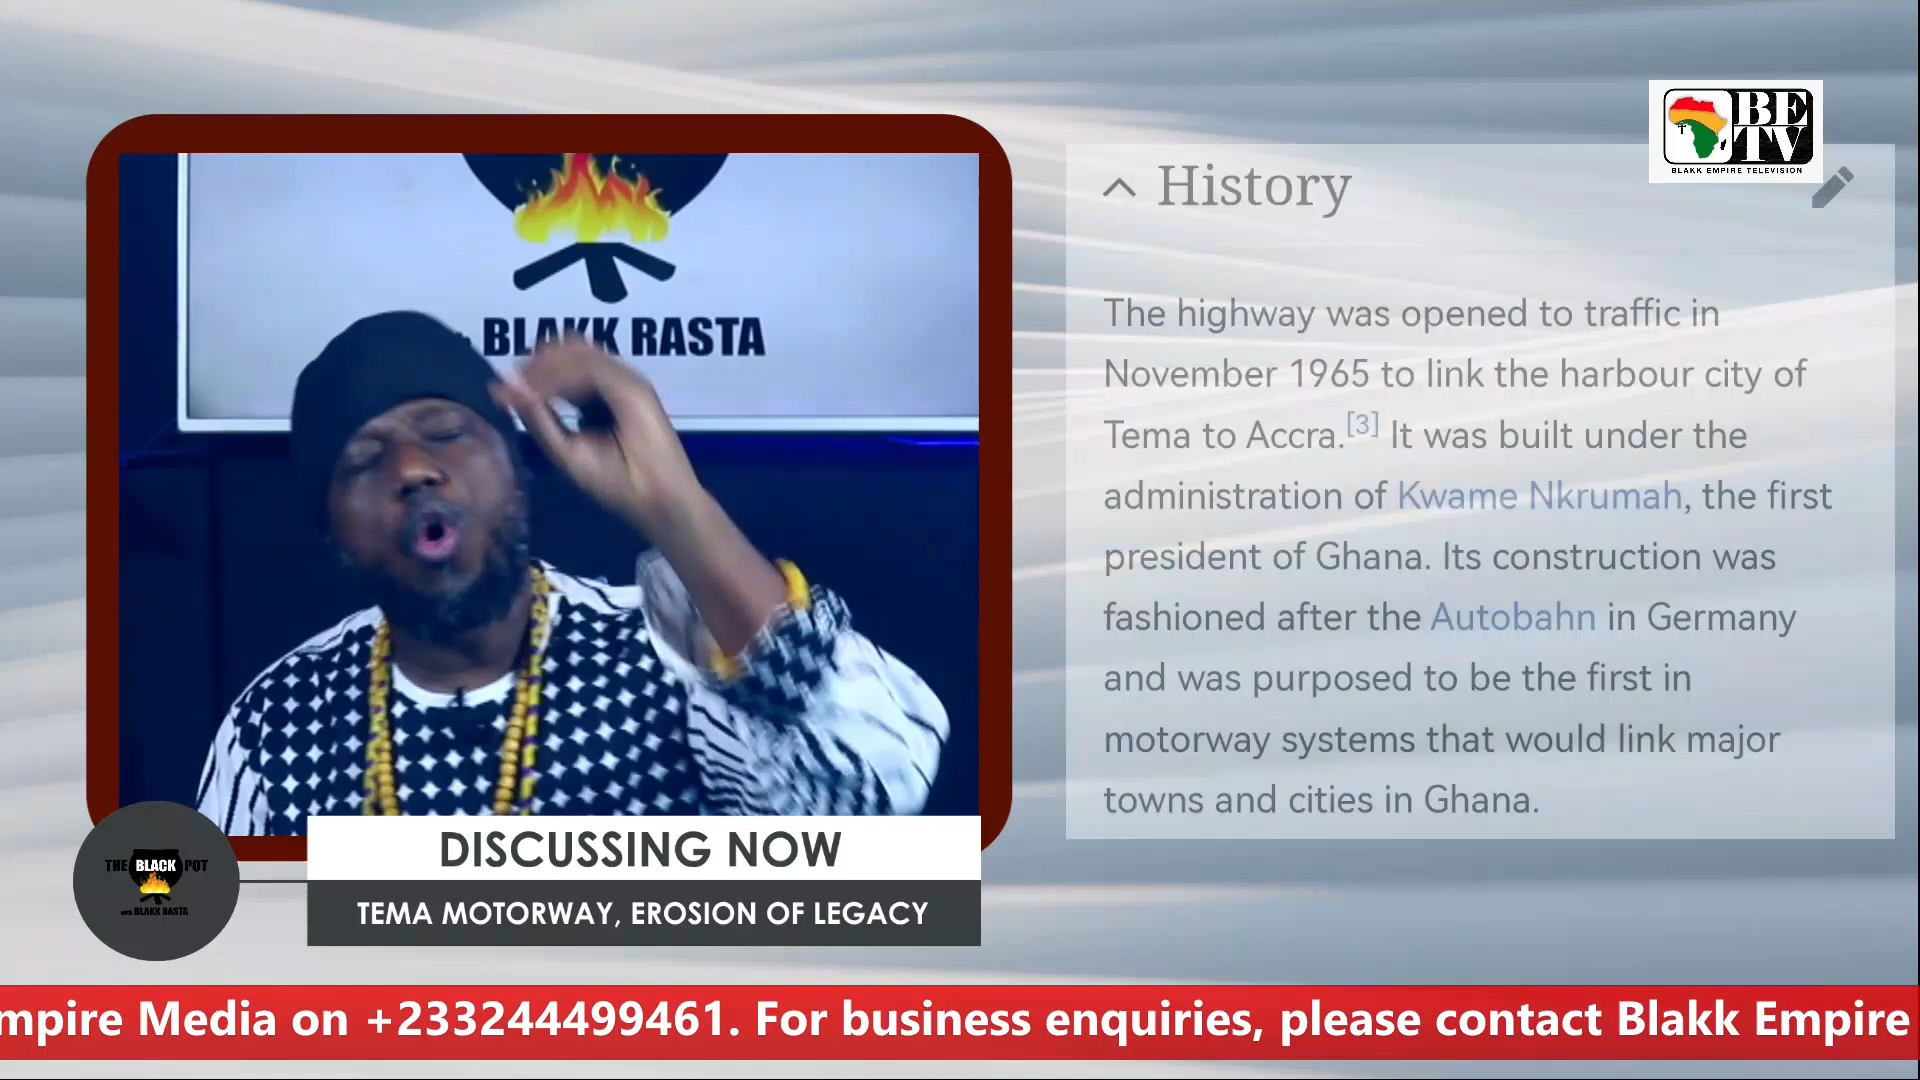 BE
TV
BLAKK EMPIRE TELEVISION
History
The highway was opened to traffic in
November 1965 to link the harbour city of
Tema to Accra.[3] It was built under the
administration of Kwame Nkrumah, the first
president of Ghana. Its construction was
fashioned after the Autobahn in Germany
and was purposed to be the first in
motorway systems that would link major
towns and cities in Ghana.
BLAKK RASTA
DISCUSSING NOW
TEMA MOTORWAY, EROSION OF LEGACY
THE BLACK POT
with BLAKK RASTA
mpire Media on +233244499461. For business enquiries, please contact Blakk Empire